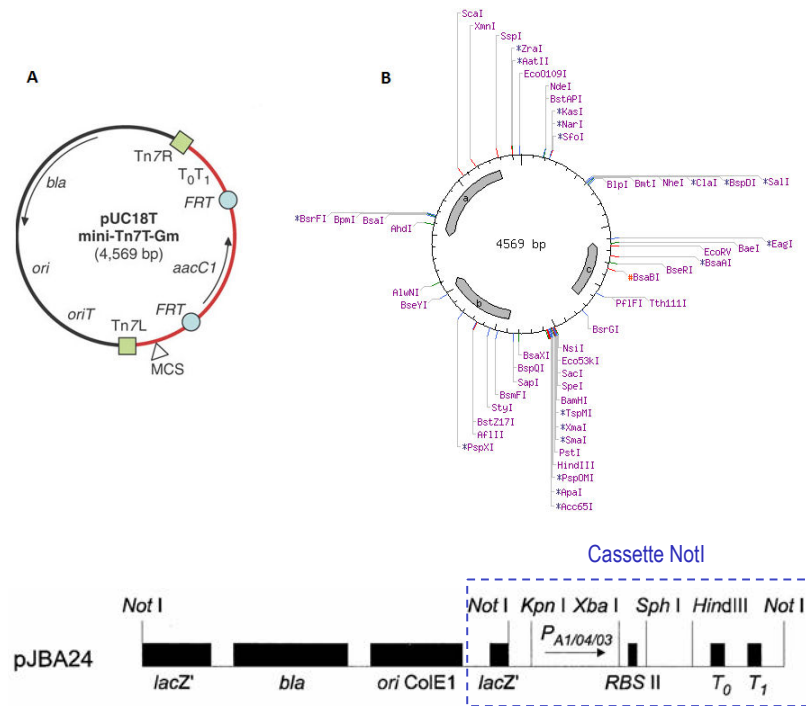 A
B
Tn7R
T0T1
FRT
bla
pUC18T
mini-Tn7T-Gm
(4,569 bp)
aacC1
ori
oriT
FRT
Tn7L
MCS
ScaI
XmnI
SspI
*ZraI
*AatII
EcoO109I
NdeI
BstAPI
*KasI
*NarI
*SfoI
BlpI BmtI NheI *ClaI *BspDI *SalI
*BsrFI BpmI BsaI
AhdI
a
4569 bp
c
b
BaeI *EagI
EcoRV
*BsaAI
BseRI
#BsaBI
PflFI Tth111I
BsrGI
AlwNI
BseYI
NsiI
Eco53kI
SacI
SpeI
BamHI
*TspMI
*XmaI
*SmaI
PstI
HindIII
*PspOMI
*ApaI
*Acc65I
BsaXI
BspQI
SapI
BsmFI
StyI
BstZ17I
AflII
*PspXI
Cassette NotI
Not I Not I Kpn I Xba I Sph I HindIII Not I
PA1/04/03
pJBA24
lacZ' bla ori ColE1 lacZ' RBS II T0 T1